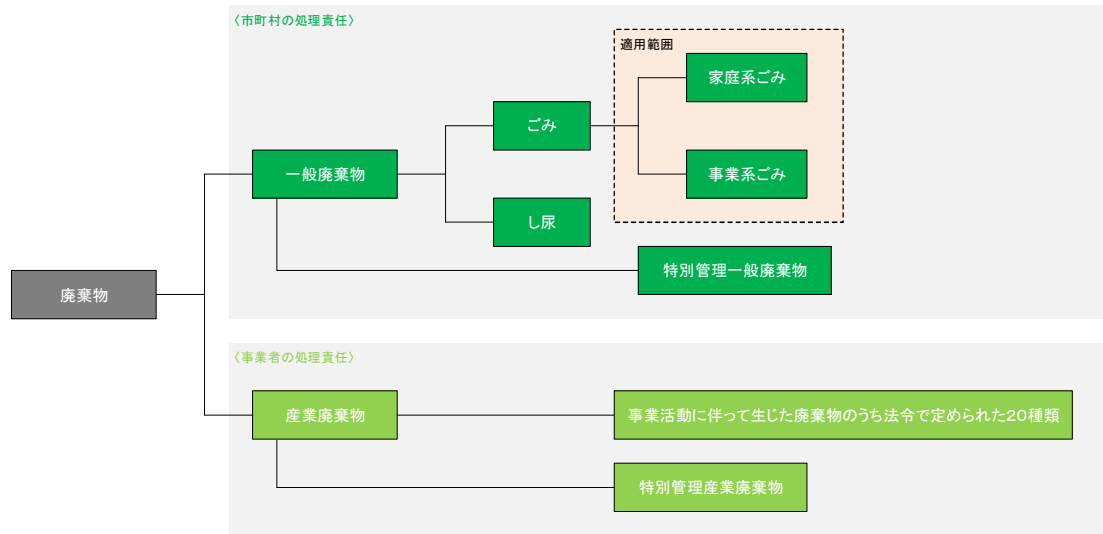 〈市町村の処理責任〉
適用範囲
家庭系ごみ
ごみ
一般廃棄物
事業系ごみ
し尿
特別管理一般廃棄物
廃棄物
〈事業者の処理責任〉
産業廃棄物
事業活動に伴って生じた廃棄物のうち法令で定められた20種類
特別管理産業廃棄物